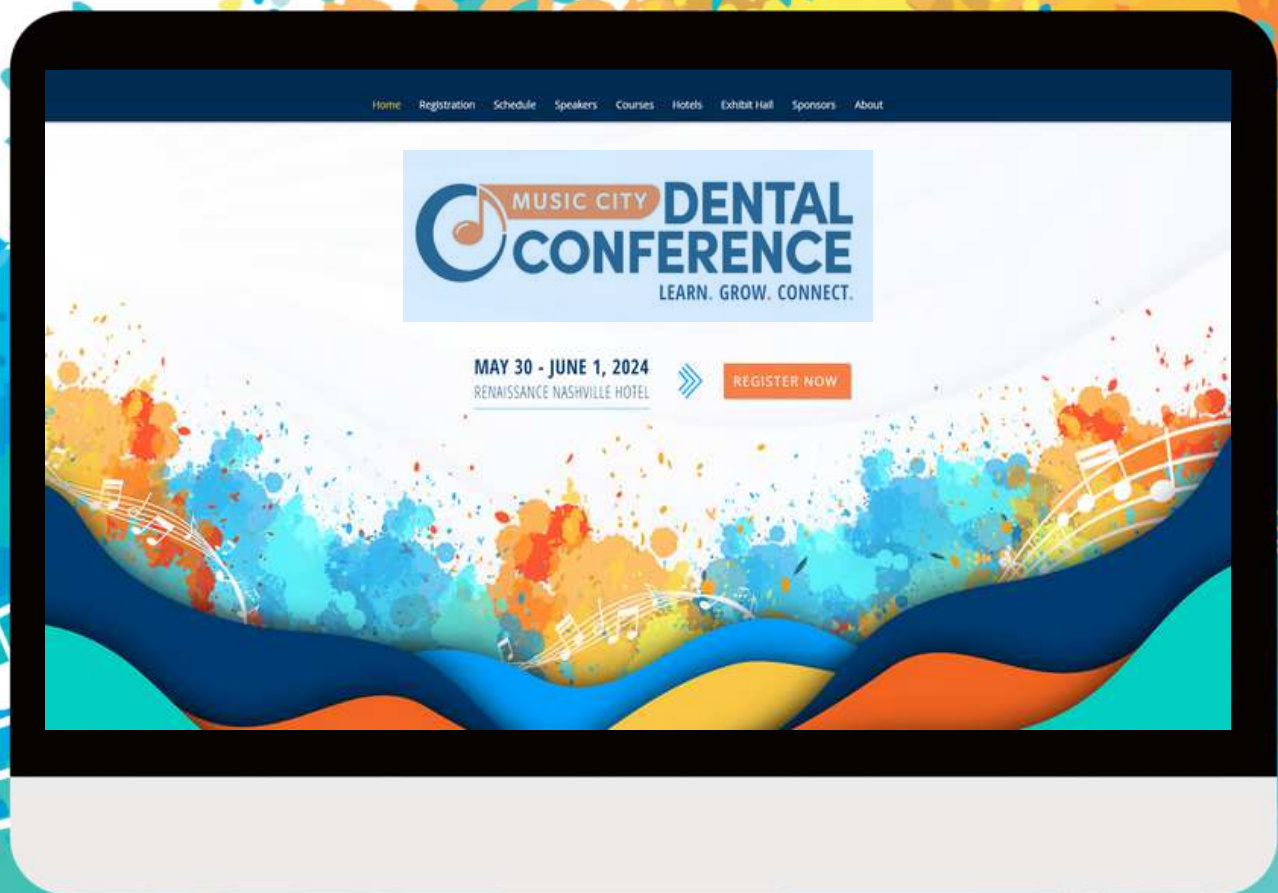 Home Registration Schedule Speakers Courses Hotels Exhibit Hall Sponsors About
MUSIC CITY DENTAL
CONFERENCE
LEARN. GROW. CONNECT.
MAY 30 - JUNE 1, 2024
RENAISSANCE NASHVILLE HOTEL
REGISTER NOW